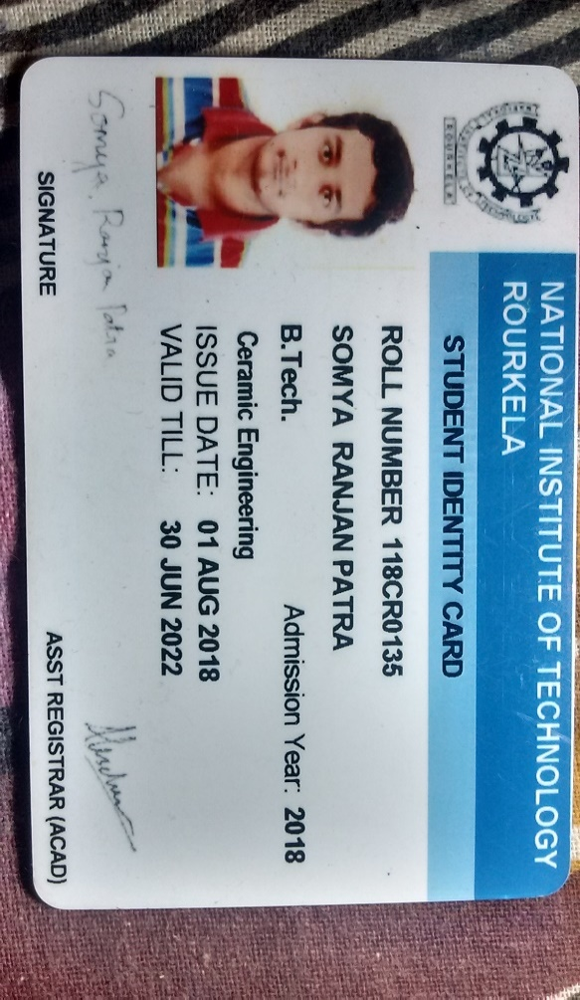 NATIONAL INSTITUTE OF TECHNOLOGY
ROURKELA
STUDENT IDENTITY CARD
ROURKELA
ROLL NUMBER 118CR0135
SOMYA RANJAN PATRA
B.Tech. Admission Year: 2018
Ceramic Engineering
ISSUE DATE: 01 AUG 2018
VALID TILL: 30 JUN 2022
Somya Ranjan Patra
SIGNATURE
ASST REGISTRAR (ACAD)